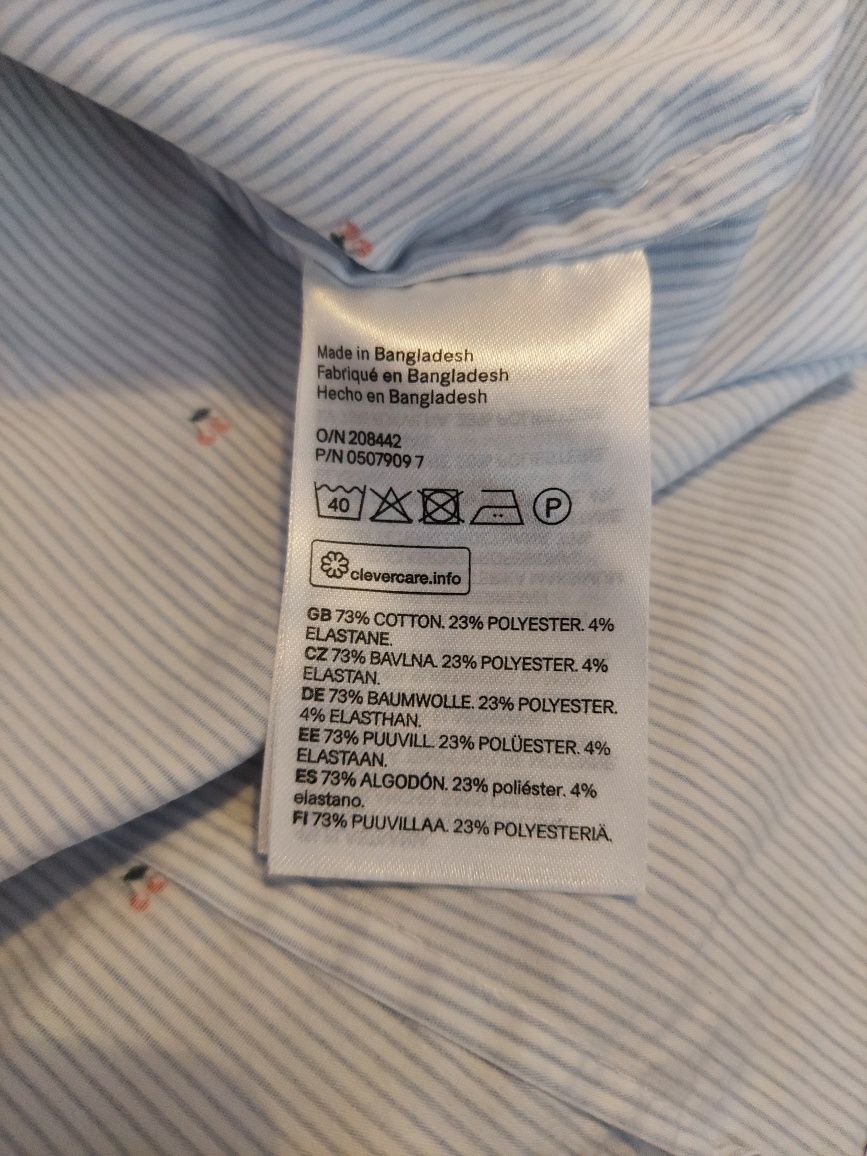 Made in Bangladesh
Fabriqué en Bangladesh
Hecho en Bangladesh
O/N 208442
P/N 0507909 7
40
P
clevercare.info
GB 73% COTTON. 23% POLYESTER. 4%
ELASTANE.
CZ 73% BAVLNA. 23% POLYESTER. 4%
ELASTAN.
DE 73% BAUMWOLLE. 23% POLYESTER.
4% ELASTHAN.
EE 73% PUUVILL. 23% POLÜESTER. 4%
ELASTAAN.
ES 73% ALGODÓN. 23% poliéster. 4%
elastano.
FI 73% PUUVILLAA. 23% POLYESTERIÄ.